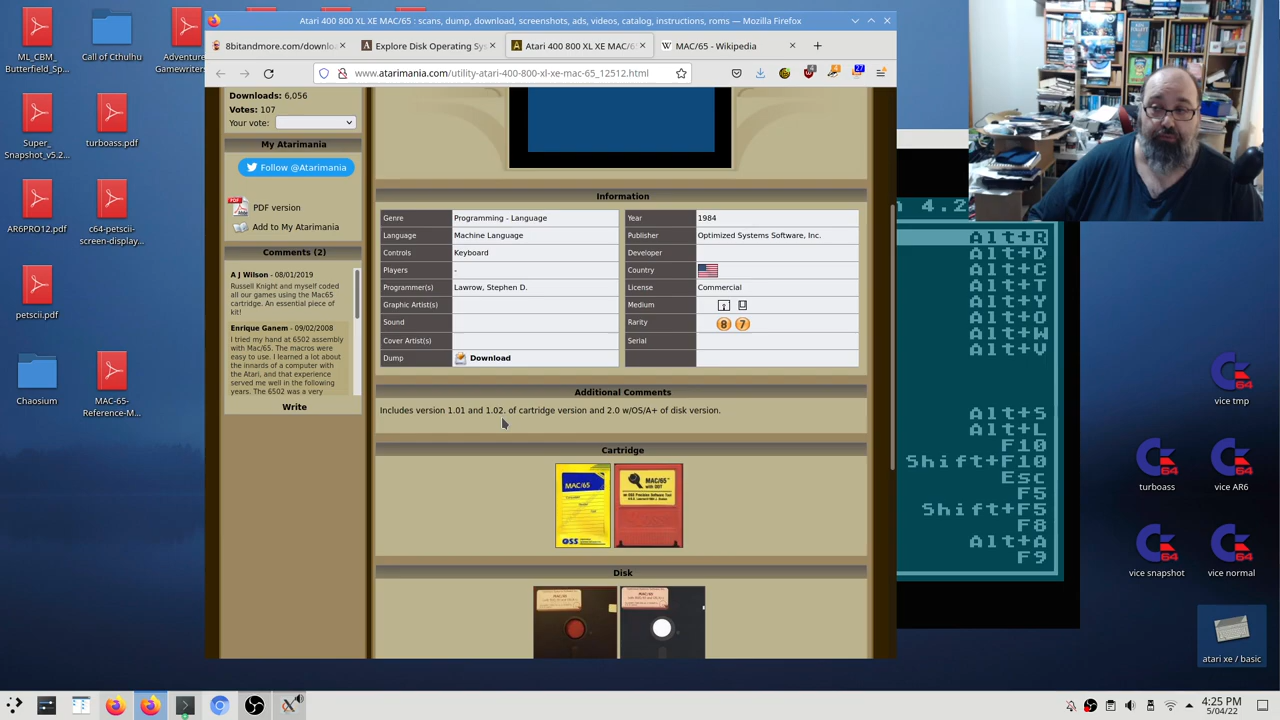 ML_CBM_
Butterfield_Sp...
Call of Cthulhu
Adventure
Gamewriters
Super_
Snapshot_v5.2...
turboass.pdf
AR6PRO12.pdf
c64-petscii-
screen-display...
petscii.pdf
Chaosium
MAC-65-
Reference-M...
Atari 400 800 XL XE MAC/65 : scans, dump, download, screenshots, ads, videos, catalog, instructions, roms — Mozilla Firefox
8bitandmore.com/downlo
Explore Disk Operating Sys
Atari 400 800 XL XE MAC/6
MAC/65 - Wikipedia
www.atarimania.com/utility-atari-400-800-xl-xe-mac-65_12512.html
4
4
27
Downloads: 6,056
Votes: 107
Your vote:
My Atarimania
Follow @Atarimania
PDF version
Add to My Atarimania
Comments (2)
A J Wilson - 08/01/2019
Russell Knight and myself coded
all our games using the Mac65
cartridge. An essential piece of
kit!
Enrique Ganem - 09/02/2008
I tried my hand at 6502 assembly
with Mac/65. The macros were
easy to use. I learned a lot about
the innards of a computer with
the Atari, and that experience
served me well in the following
years. The 6502 was a very
Write
Information
Genre Programming - Language Year 1984
Language Machine Language Publisher Optimized Systems Software, Inc.
Controls Keyboard Developer
Players - Country
Programmer(s) Lawrow, Stephen D. License Commercial
Graphic Artist(s) Medium
Sound Rarity 8 7
Cover Artist(s) Serial
Dump Download
Additional Comments
Includes version 1.01 and 1.02. of cartridge version and 2.0 w/OS/A+ of disk version.
Cartridge
MAC/65
OSS
MAC/65
with DDT
Disk
n 4.2
Alt+R
Alt+D
Alt+C
Alt+T
Alt+Y
Alt+O
Alt+W
Alt+V
Alt+S
Alt+L
F10
Shift+F10
Esc
F5
Shift+F5
F8
Alt+A
F9
vice tmp
turboass
vice AR6
vice snapshot
vice normal
atari xe / basic
4:25 PM
5/04/22